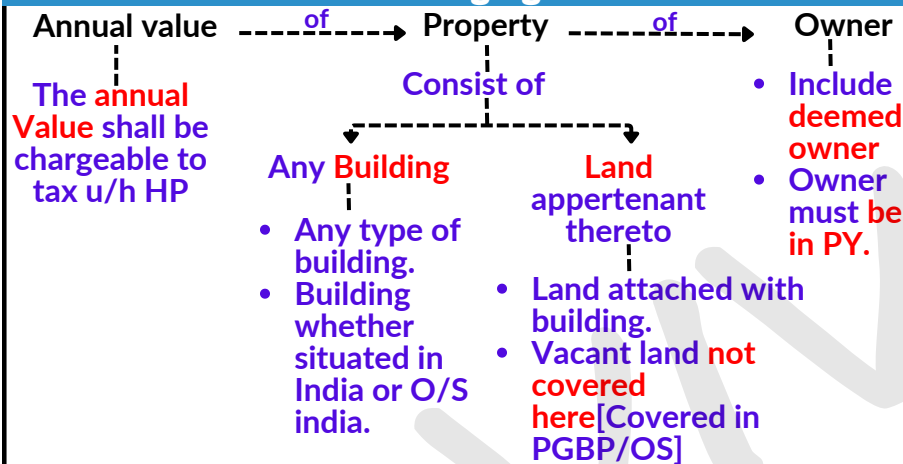 Annual value of Property of Owner
The annual
Value shall be
chargeable to
tax u/h HP
Consist of
Any Building
• Any type of
building.
• Building
whether
situated in
India or O/S
india.
Land
appertenant
thereto
• Land attached with
building.
• Vacant land not
covered
here[Covered in
PGBP/OS]
• Include
deemed
owner
• Owner
must be
in PY.